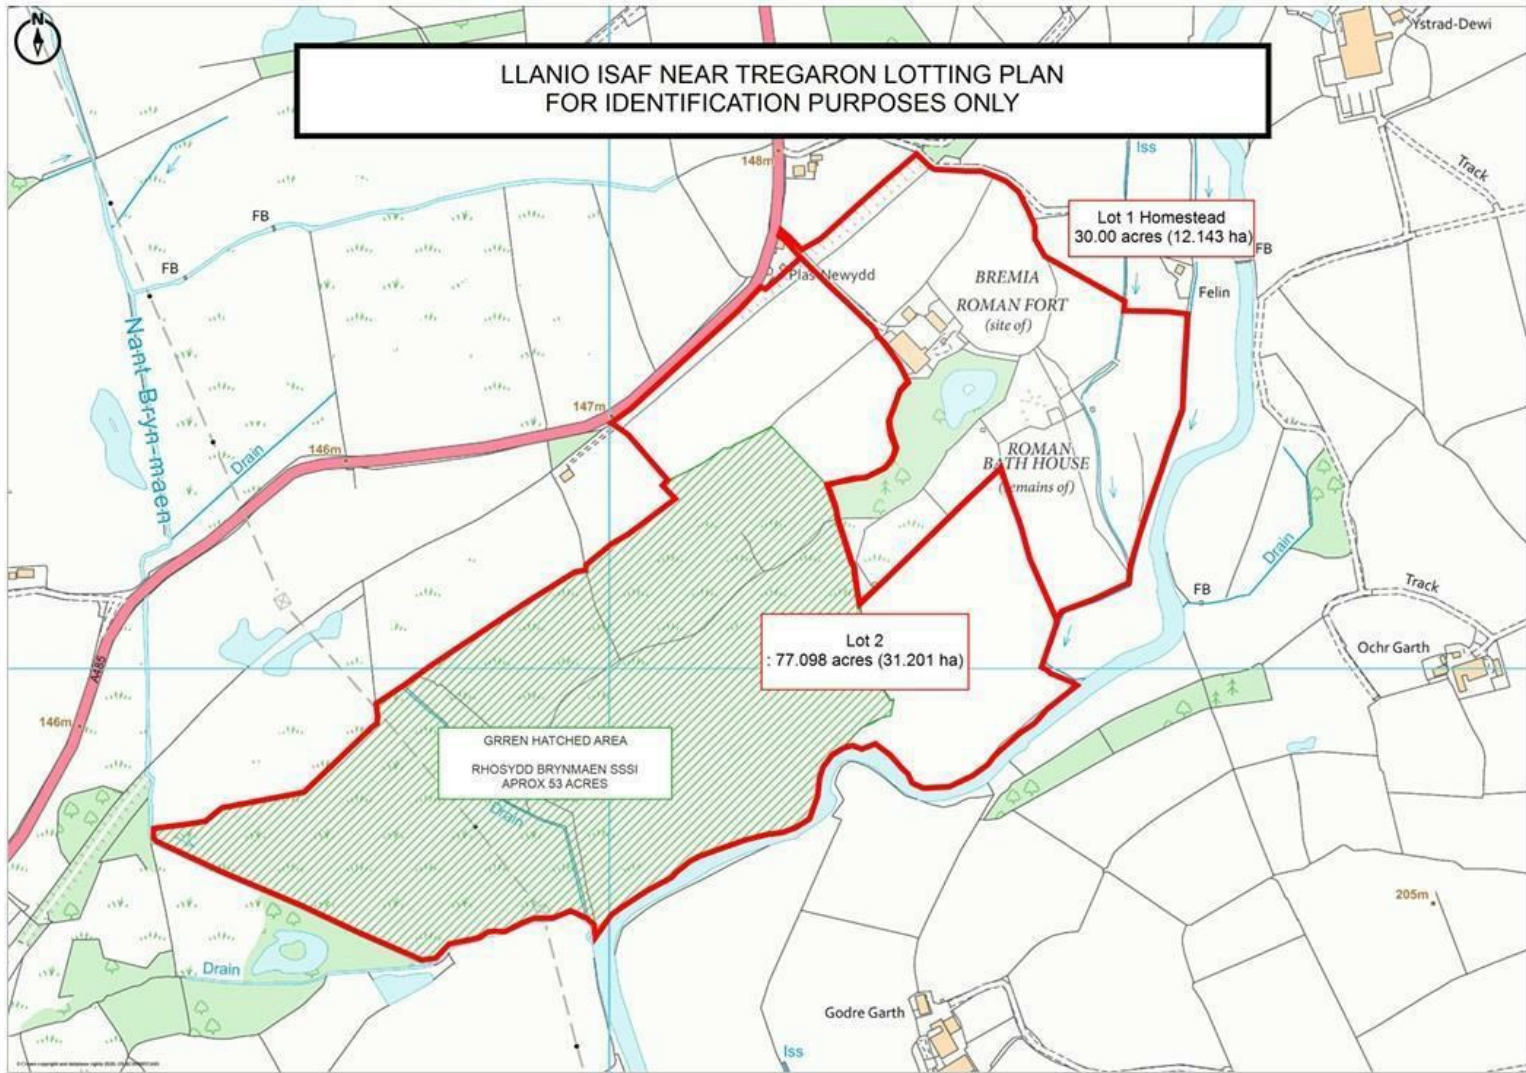 N
LLANIO ISAF NEAR TREGARON LOTTING PLAN
FOR IDENTIFICATION PURPOSES ONLY
Ystrad-Dewi
148m
Iss
Track
FB
Lot 1 Homestead
30.00 acres (12.143 ha)
FB
FB
Plas Newydd
BREMIA
ROMAN FORT
(site of)
Felin
Nant Bryn-maen
147m
146m
Drain
ROMAN
BATH HOUSE
(remains of)
Drain
FB
Track
Lot 2
: 77.098 acres (31.201 ha)
Ochr Garth
A485
146m
GRREN HATCHED AREA
RHOSYDD BRYNMAEN SSSI
APROX 53 ACRES
Drain
205m
Drain
Godre Garth
Iss